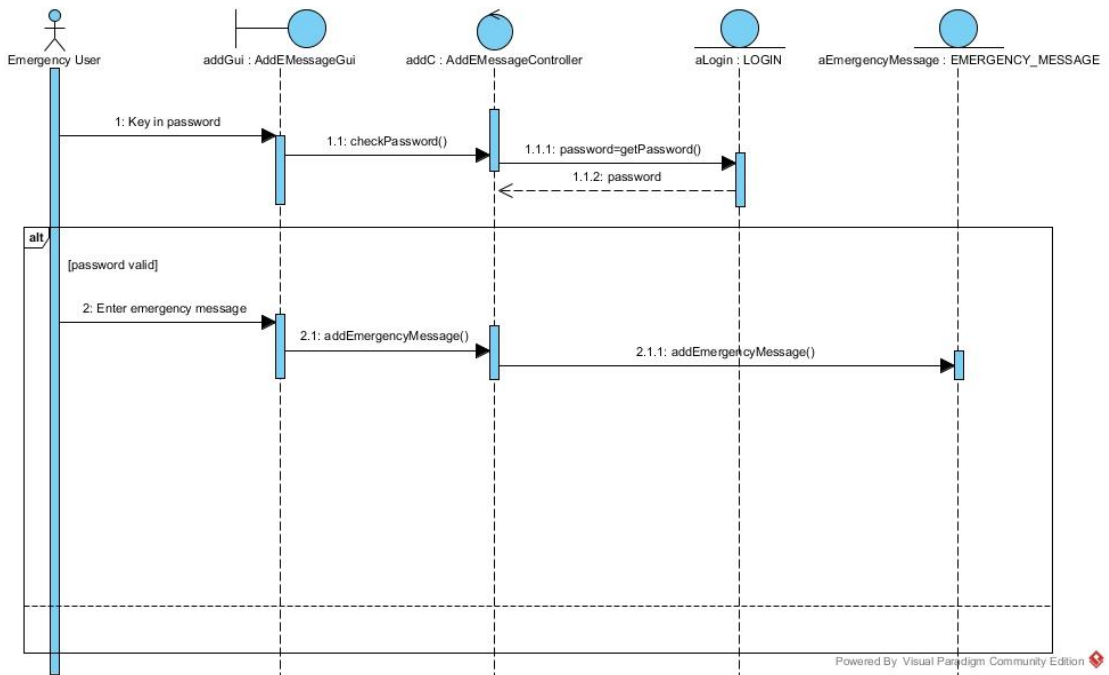 Emergency User
addGui : AddEMessageGui
addC : AddEMessageController
aLogin : LOGIN
aEmergencyMessage : EMERGENCY_MESSAGE
1: Key in password
1.1: checkPassword()
1.1.1: password=getPassword()
1.1.2: password
alt
[password valid]
2: Enter emergency message
2.1: addEmergencyMessage()
2.1.1: addEmergencyMessage()
Powered By Visual Paradigm Community Edition